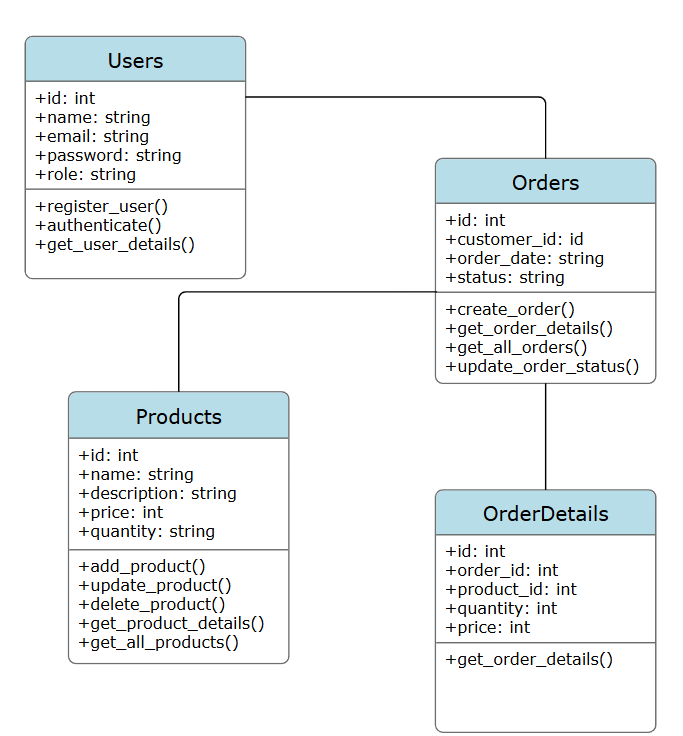 Users
+id: int
+name: string
+email: string
+password: string
+role: string
+register_user()
+authenticate()
+get_user_details()
Orders
+id: int
+customer_id: id
+order_date: string
+status: string
+create_order()
+get_order_details()
+get_all_orders()
+update_order_status()
Products
+id: int
+name: string
+description: string
+price: int
+quantity: string
+add_product()
+update_product()
+delete_product()
+get_product_details()
+get_all_products()
OrderDetails
+id: int
+order_id: int
+product_id: int
+quantity: int
+price: int
+get_order_details()